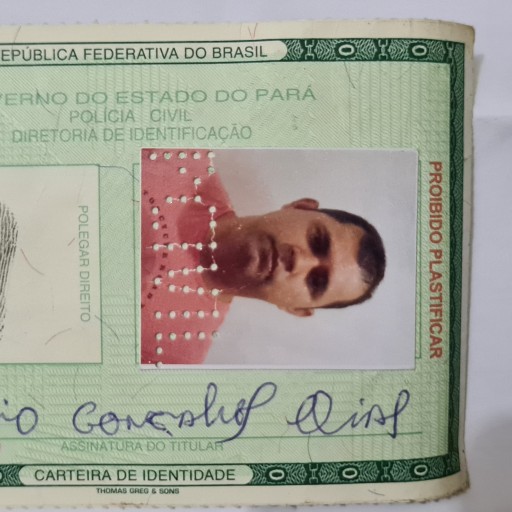 REPÚBLICA FEDERATIVA DO BRASIL
VERNO DO ESTADO DO PARÁ
POLÍCIA CIVIL
DIRETORIA DE IDENTIFICAÇÃO
POLEGAR DIREITO
PROIBIDO PLASTIFICAR
io Gonçalves Dias
ASSINATURA DO TITULAR
CARTEIRA DE IDENTIDADE
THOMAS GREG & SONS